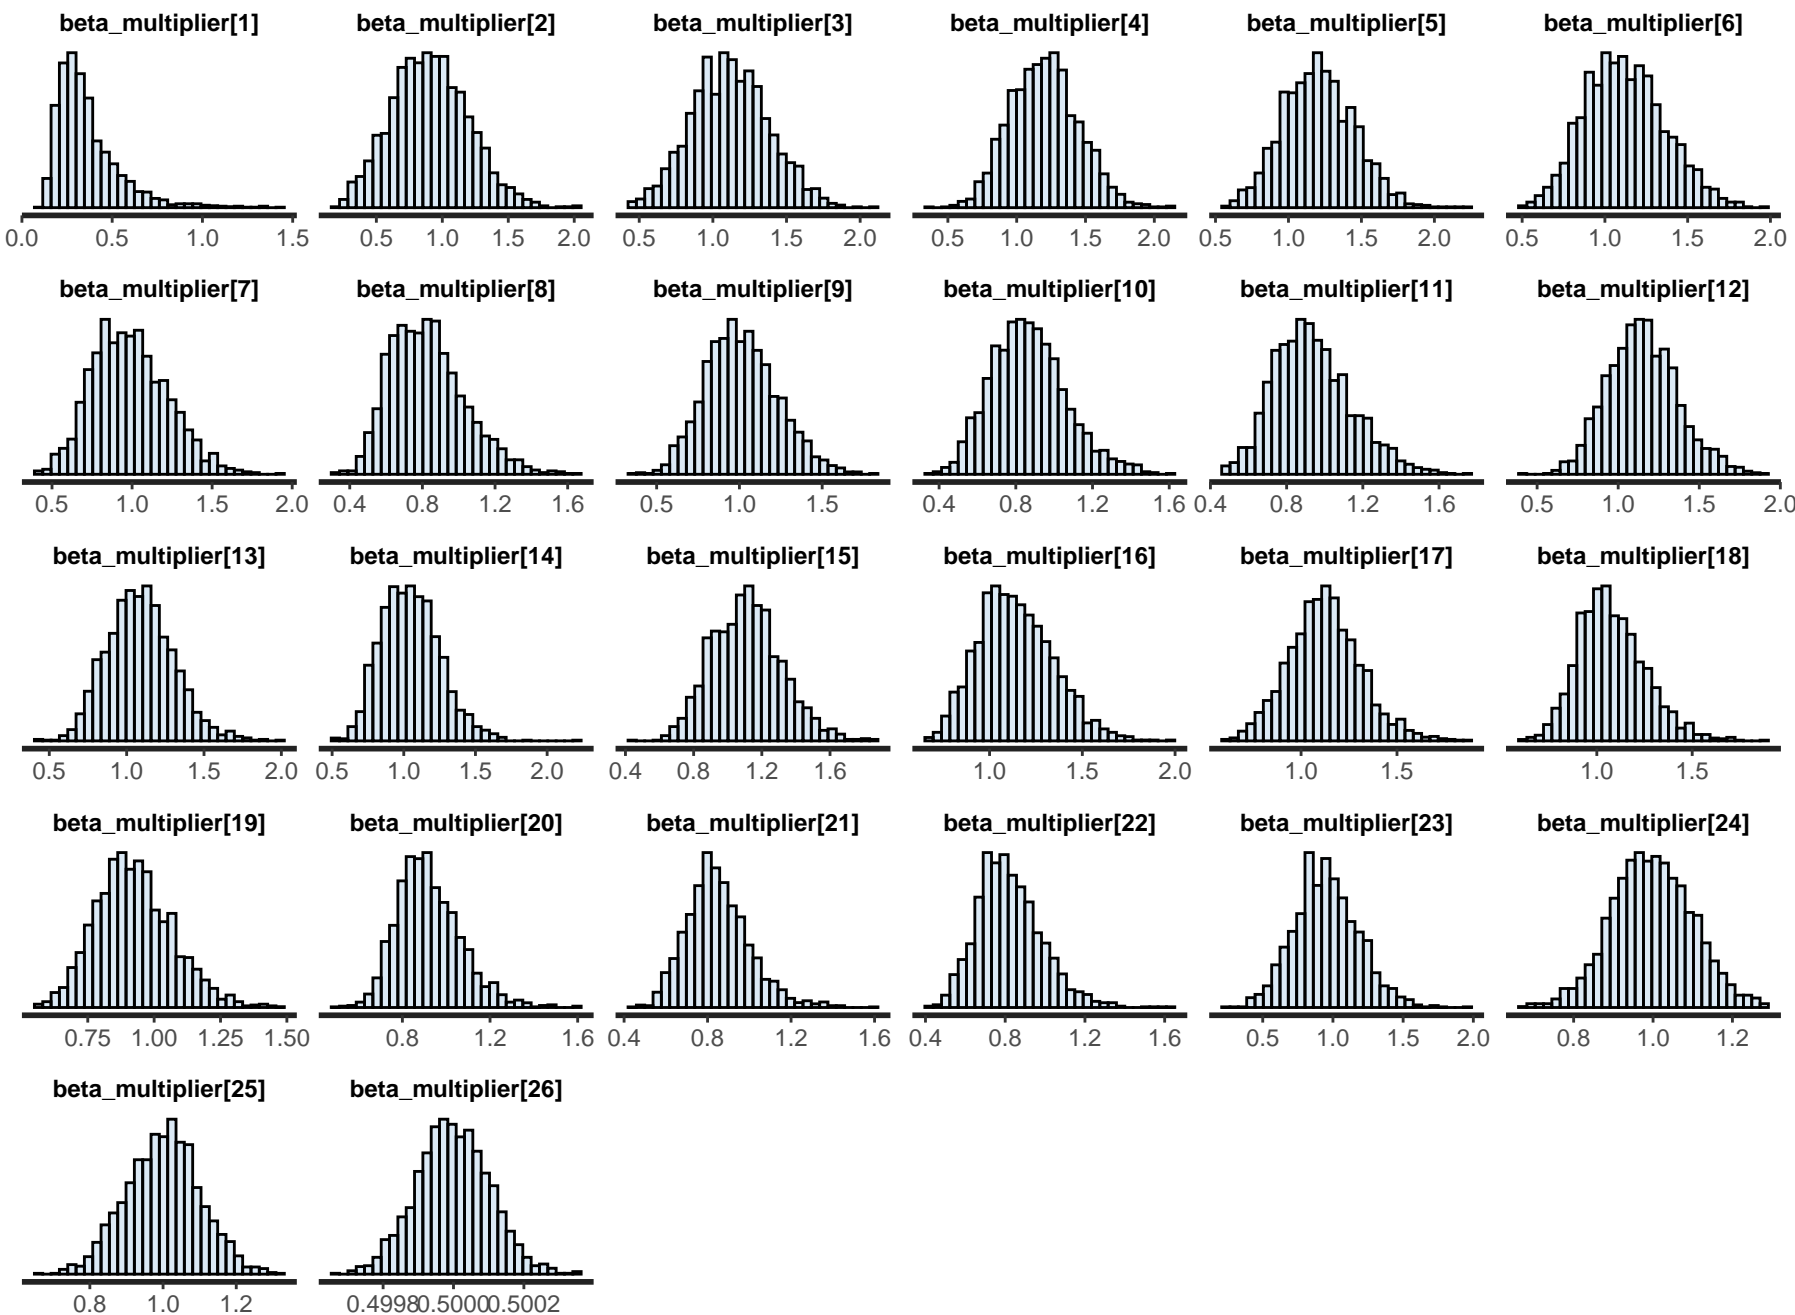 beta_multiplier[1] beta_multiplier[2] beta_multiplier[3] beta_multiplier[4] beta_multiplier[5] beta_multiplier[6]
0.0 0.5 1.0 1.5 0.5 1.0 1.5 2.0 0.5 1.0 1.5 2.0 0.5 1.0 1.5 2.0 0.5 1.0 1.5 2.0 0.5 1.0 1.5 2.0
beta_multiplier[7] beta_multiplier[8] beta_multiplier[9] beta_multiplier[10] beta_multiplier[11] beta_multiplier[12]
0.5 1.0 1.5 2.0 0.4 0.8 1.2 1.6 0.5 1.0 1.5 0.4 0.8 1.2 1.6 0.4 0.8 1.2 1.6 0.5 1.0 1.5 2.0
beta_multiplier[13] beta_multiplier[14] beta_multiplier[15] beta_multiplier[16] beta_multiplier[17] beta_multiplier[18]
0.5 1.0 1.5 2.0 0.5 1.0 1.5 2.0 0.4 0.8 1.2 1.6 1.0 1.5 2.0 1.0 1.5 1.0 1.5
beta_multiplier[19] beta_multiplier[20] beta_multiplier[21] beta_multiplier[22] beta_multiplier[23] beta_multiplier[24]
0.75 1.00 1.25 1.50 0.8 1.2 1.6 0.4 0.8 1.2 1.6 0.4 0.8 1.2 1.6 0.5 1.0 1.5 2.0 0.8 1.0 1.2
beta_multiplier[25] beta_multiplier[26]
0.8 1.0 1.2 0.4998 0.5000 0.5002